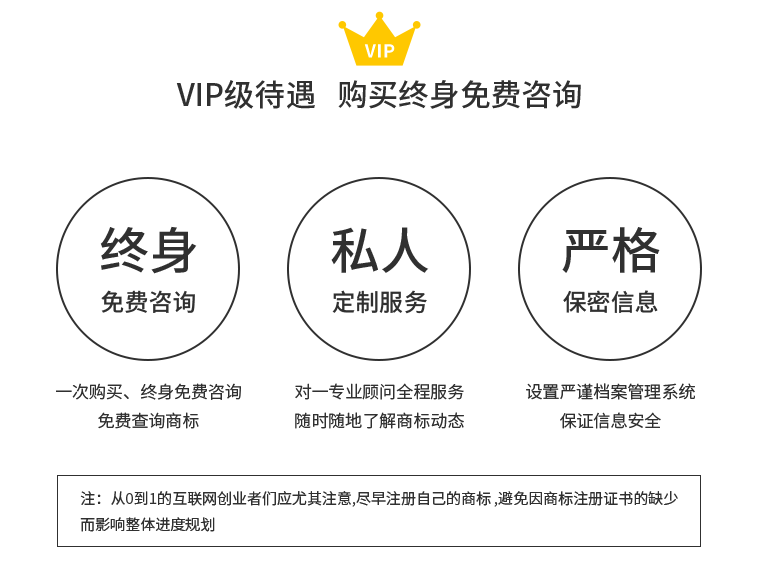 VIP
VIP级待遇 购买终身免费咨询
终身
免费咨询
私人
定制服务
严格
保密信息
一次购买、终身免费咨询
免费查询商标
对一专业顾问全程服务
随时随地了解商标动态
设置严谨档案管理系统
保证信息安全
注：从0到1的互联网创业者们应尤其注意,尽早注册自己的商标,避免因商标注册证书的缺少
而影响整体进度规划